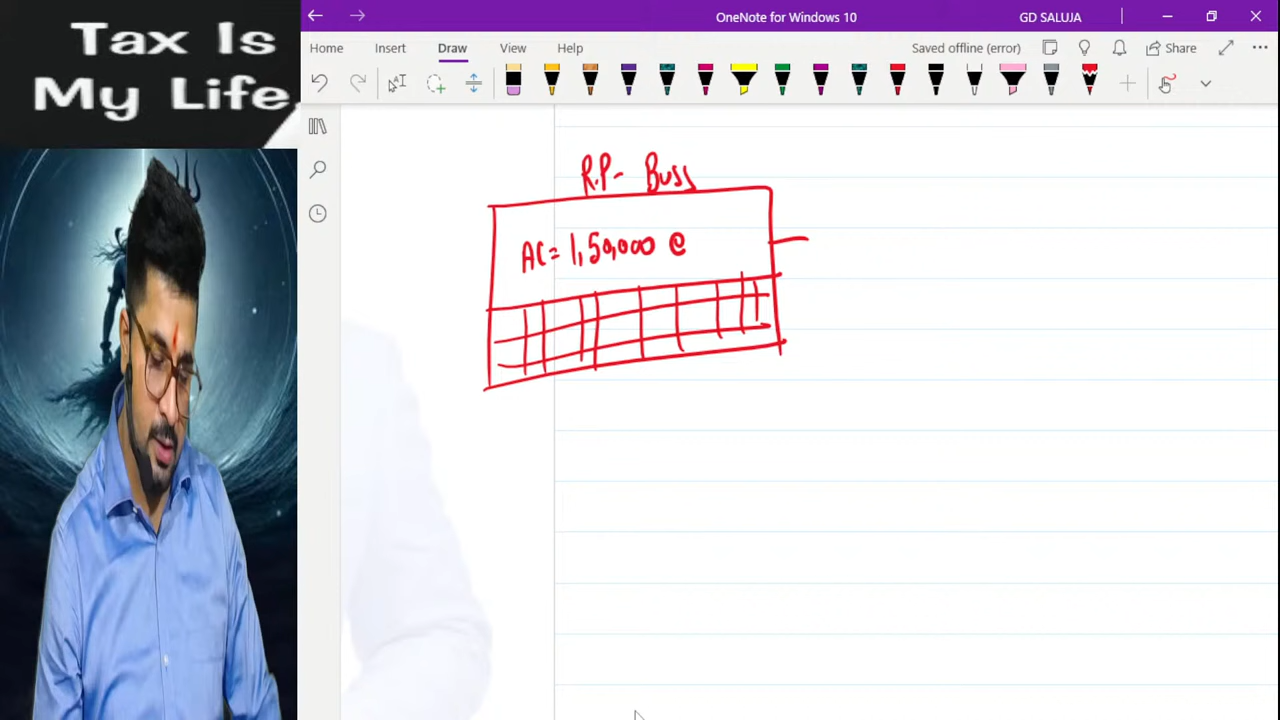 Tax Is
My Life
OneNote for Windows 10
GD SALUJA
Home
Insert
Draw
View
Help
Saved offline (error)
Share
R.P- Buss
AC= 1,50,000 @